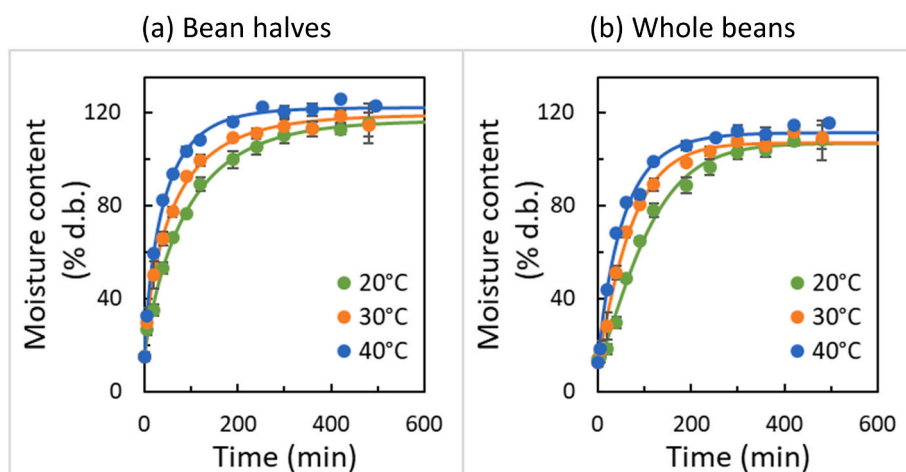 (a) Bean halves
(b) Whole beans
Moisture content
(% d.b.)
120
80
40
0
20°C
30°C
40°C
0
200
400
600
Time (min)
Moisture content
(% d.b.)
120
80
40
0
20°C
30°C
40°C
0
200
400
600
Time (min)